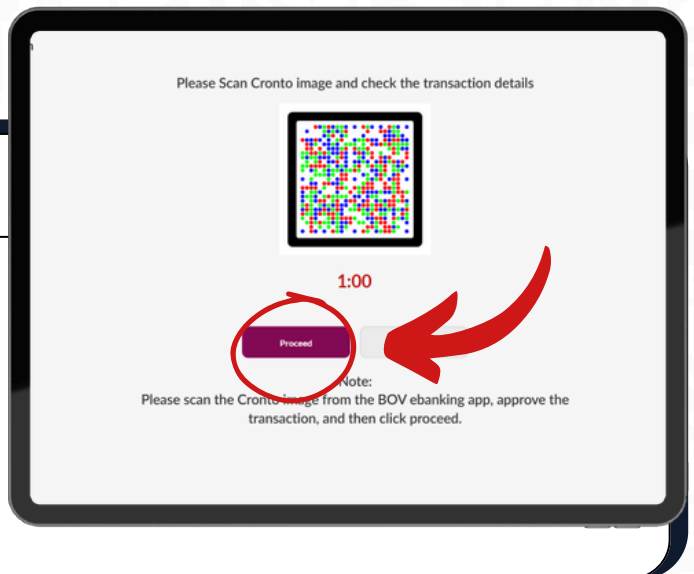 Please Scan Cronto image and check the transaction details
1:00
Proceed
Note:
Please scan the Cronto image from the BOV ebanking app, approve the
transaction, and then click proceed.